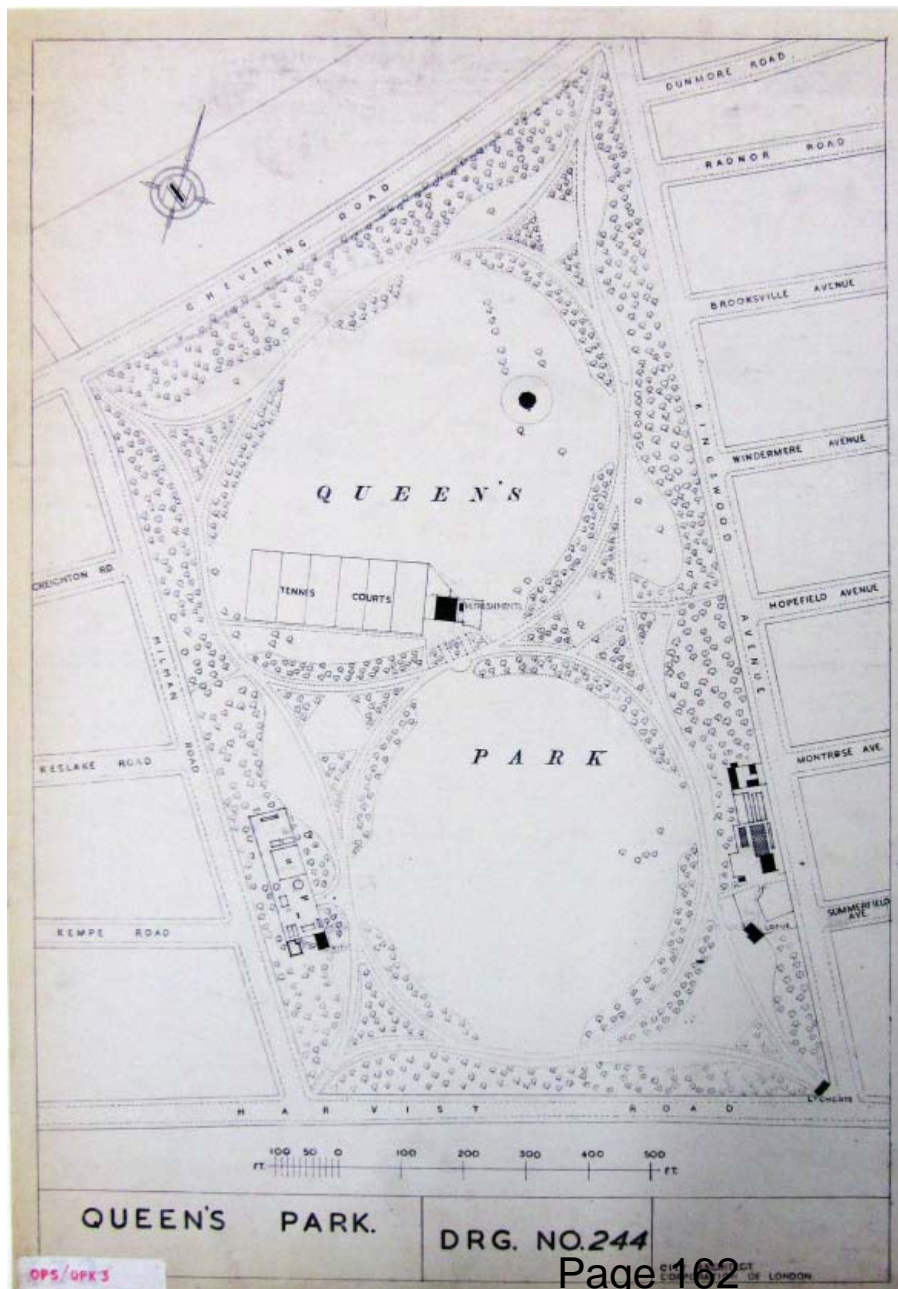 DUNMORE ROAD
RADNOR ROAD
CHEVENING ROAD
BROOKSVILLE AVENUE
KINGSWOOD AVENUE
WINDERMERE AVENUE
QUEEN'S
CREIGHTON RD.
TENNIS COURTS
REFRESHMENTS
HOPEFIELD AVENUE
MILMAN ROAD
PARK
KESLAKE ROAD
MONTROSE AVE.
KEMPE ROAD
SUMMERFIELD AVE.
LODGE
LYCHGATE
HARVIST ROAD
100 50 0 100 200 300 400 500
FT. FT.
QUEEN'S PARK.
DRG. NO. 244
CITY ARCHITECT
CORPORATION OF LONDON
OPS/QPK 3
Page 162